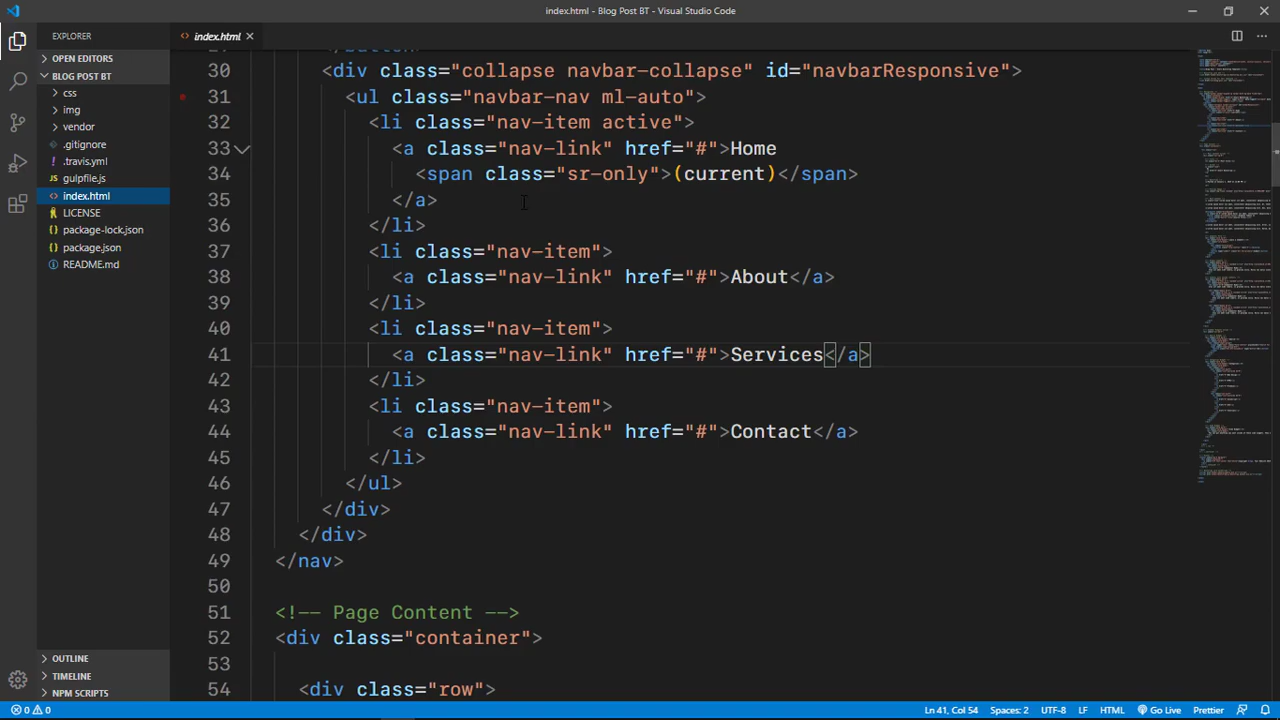 index.html - Blog Post BT - Visual Studio Code
EXPLORER
index.html
OPEN EDITORS
BLOG POST BT
css
img
vendor
.gitignore
.travis.yml
gulpfile.js
index.html
LICENSE
package-lock.json
package.json
README.md
OUTLINE
TIMELINE
NPM SCRIPTS
30 <div class="collapse navbar-collapse" id="navbarResponsive">
31 <ul class="navbar-nav ml-auto">
32 <li class="nav-item active">
33 <a class="nav-link" href="#">Home
34 <span class="sr-only">(current)</span>
35 </a>
36 </li>
37 <li class="nav-item">
38 <a class="nav-link" href="#">About</a>
39 </li>
40 <li class="nav-item">
41 <a class="nav-link" href="#">Services</a>
42 </li>
43 <li class="nav-item">
44 <a class="nav-link" href="#">Contact</a>
45 </li>
46 </ul>
47 </div>
48 </div>
49 </nav>
50
51 <!-- Page Content -->
52 <div class="container">
53
54 <div class="row">
0 0 Ln 41, Col 54 Spaces: 2 UTF-8 LF HTML Go Live Prettier